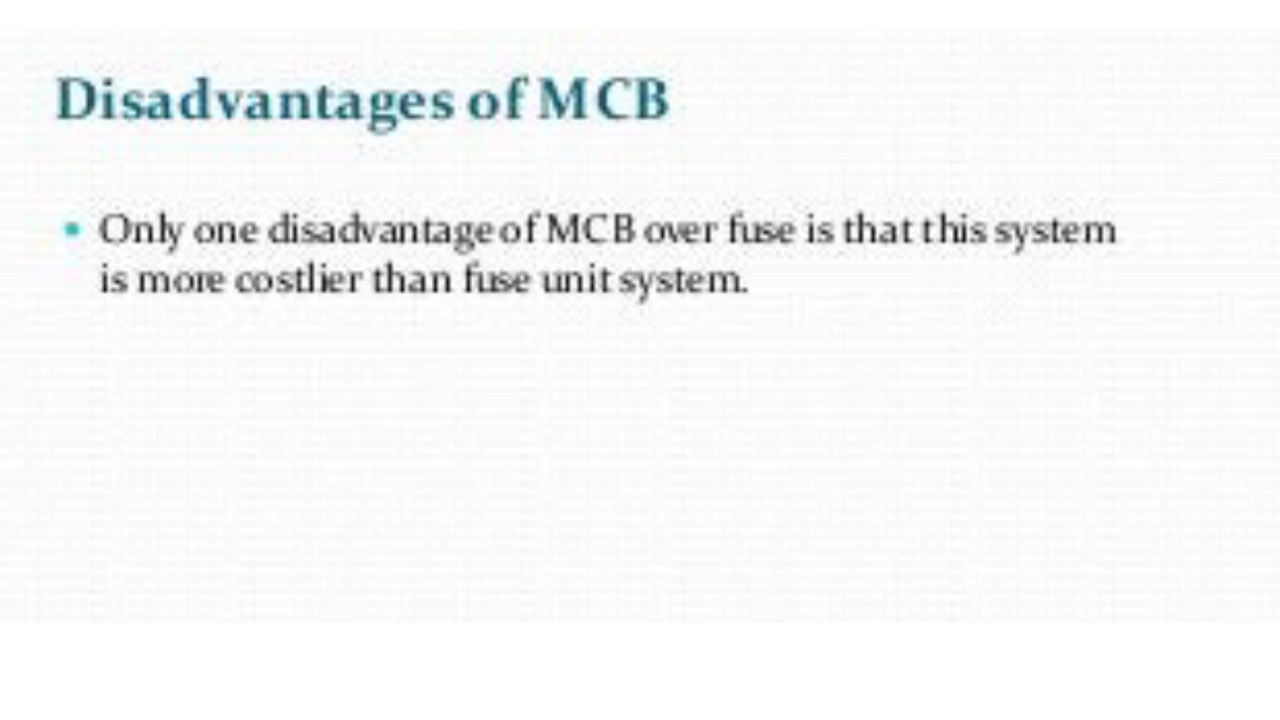 Disadvantages of MCB
• Only one disadvantage of MCB over fuse is that this system
is more costlier than fuse unit system.